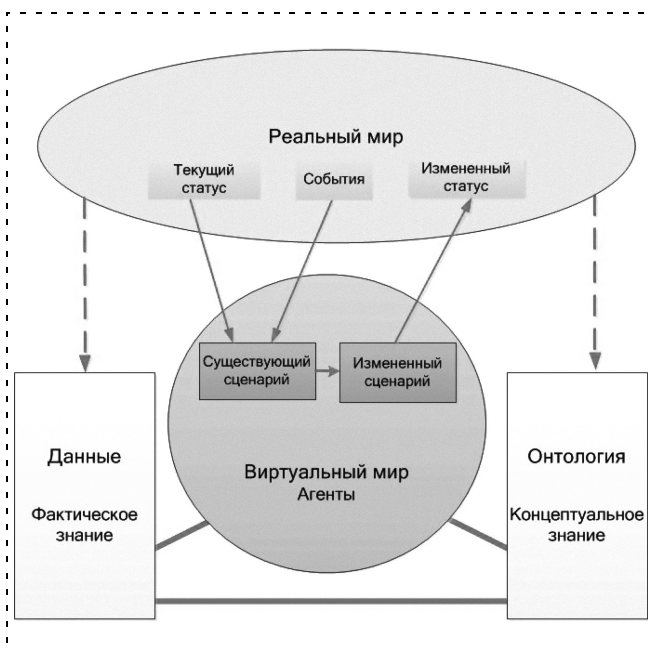 Реальный мир
Текущий
статус
События
Измененный
статус
Существующий
сценарий
Измененный
сценарий
Виртуальный мир
Агенты
Данные
Фактическое
знание
Онтология
Концептуальное
знание